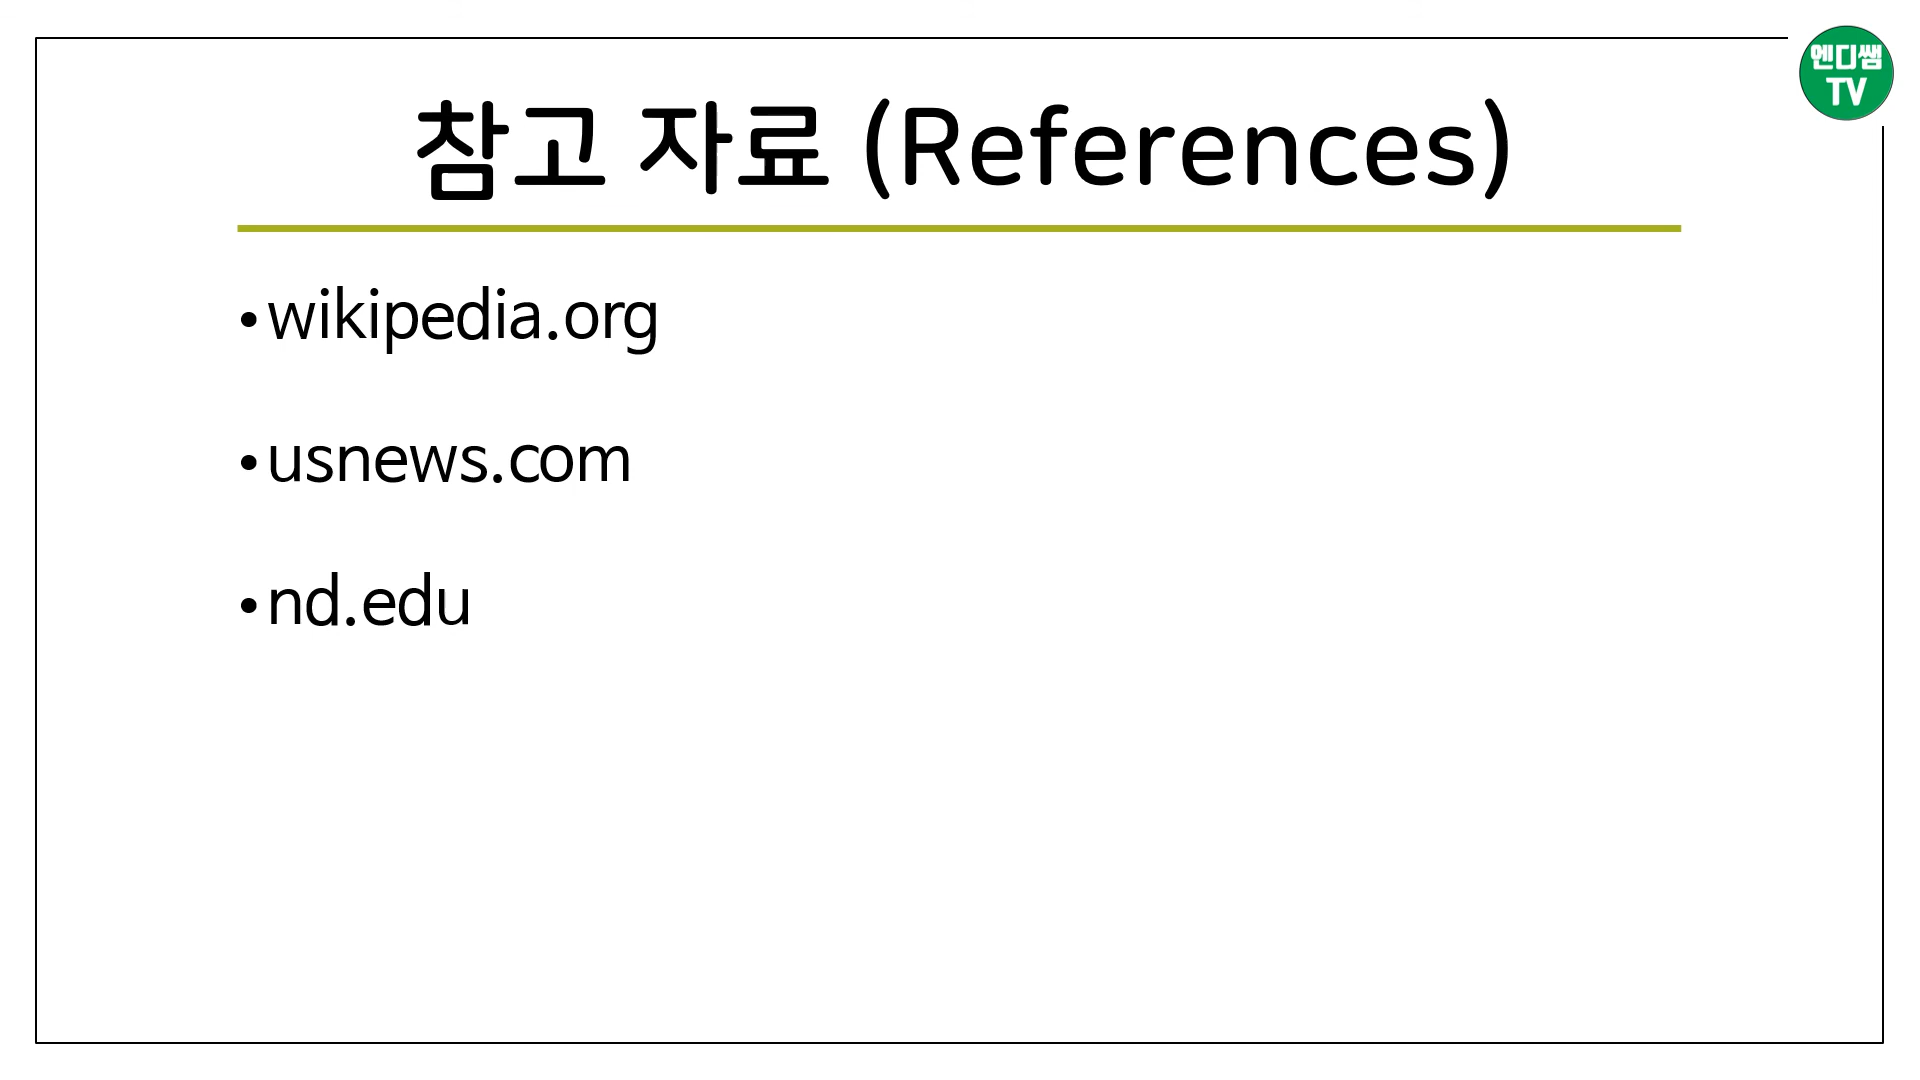 엔디쌤
TV
참고 자료 (References)
•wikipedia.org
•usnews.com
•nd.edu